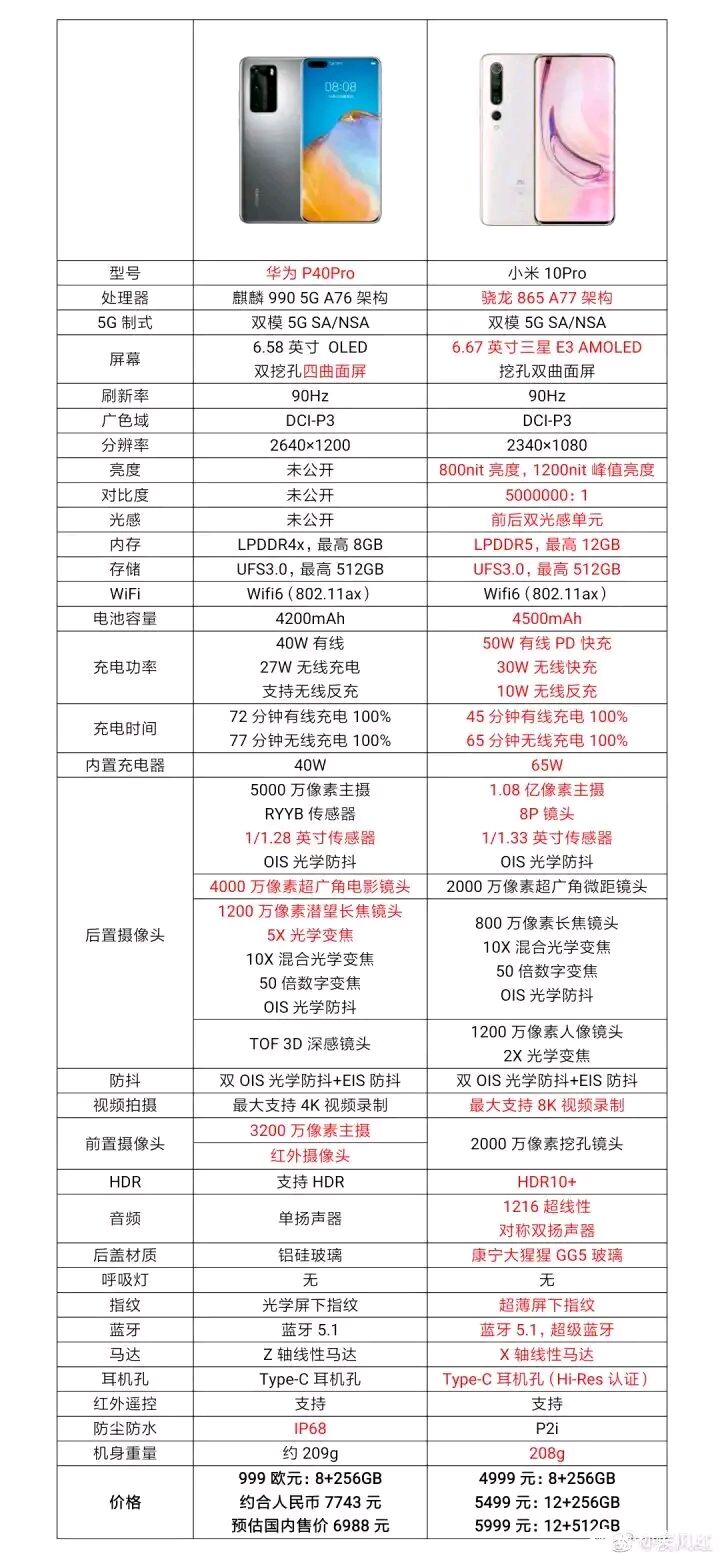 08:08
型号 华为 P40Pro 小米 10Pro
处理器 麒麟 990 5G A76 架构 骁龙 865 A77 架构
5G 制式 双模 5G SA/NSA 双模 5G SA/NSA
屏幕 6.58 英寸 OLED 6.67 英寸三星 E3 AMOLED
双挖孔四曲面屏 挖孔双曲面屏
刷新率 90Hz 90Hz
广色域 DCI-P3 DCI-P3
分辨率 2640×1200 2340×1080
亮度 未公开 800nit 亮度，1200nit 峰值亮度
对比度 未公开 5000000：1
光感 未公开 前后双光感单元
内存 LPDDR4x，最高 8GB LPDDR5，最高 12GB
存储 UFS3.0，最高 512GB UFS3.0，最高 512GB
WiFi Wifi6（802.11ax） Wifi6（802.11ax）
电池容量 4200mAh 4500mAh
充电功率 40W 有线 50W 有线 PD 快充
27W 无线充电 30W 无线快充
支持无线反充 10W 无线反充
充电时间 72 分钟有线充电 100% 45 分钟有线充电 100%
77 分钟无线充电 100% 65 分钟无线充电 100%
内置充电器 40W 65W
后置摄像头 5000 万像素主摄 1.08 亿像素主摄
RYYB 传感器 8P 镜头
1/1.28 英寸传感器 1/1.33 英寸传感器
OIS 光学防抖 OIS 光学防抖
4000 万像素超广角电影镜头 2000 万像素超广角微距镜头
1200 万像素潜望长焦镜头 800 万像素长焦镜头
5X 光学变焦 10X 混合光学变焦
10X 混合光学变焦 50 倍数字变焦
50 倍数字变焦 OIS 光学防抖
OIS 光学防抖
TOF 3D 深感镜头 1200 万像素人像镜头
2X 光学变焦
防抖 双 OIS 光学防抖+EIS 防抖 双 OIS 光学防抖+EIS 防抖
视频拍摄 最大支持 4K 视频录制 最大支持 8K 视频录制
前置摄像头 3200 万像素主摄 2000 万像素挖孔镜头
红外摄像头
HDR 支持 HDR HDR10+
音频 单扬声器 1216 超线性
对称双扬声器
后盖材质 铝硅玻璃 康宁大猩猩 GG5 玻璃
呼吸灯 无 无
指纹 光学屏下指纹 超薄屏下指纹
蓝牙 蓝牙 5.1 蓝牙 5.1，超级蓝牙
马达 Z 轴线性马达 X 轴线性马达
耳机孔 Type-C 耳机孔 Type-C 耳机孔（Hi-Res 认证）
红外遥控 支持 支持
防尘防水 IP68 P2i
机身重量 约 209g 208g
价格 999 欧元：8+256GB 4999 元：8+256GB
约合人民币 7743 元 5499 元：12+256GB
预估国内售价 6988 元 5999 元：12+512GB